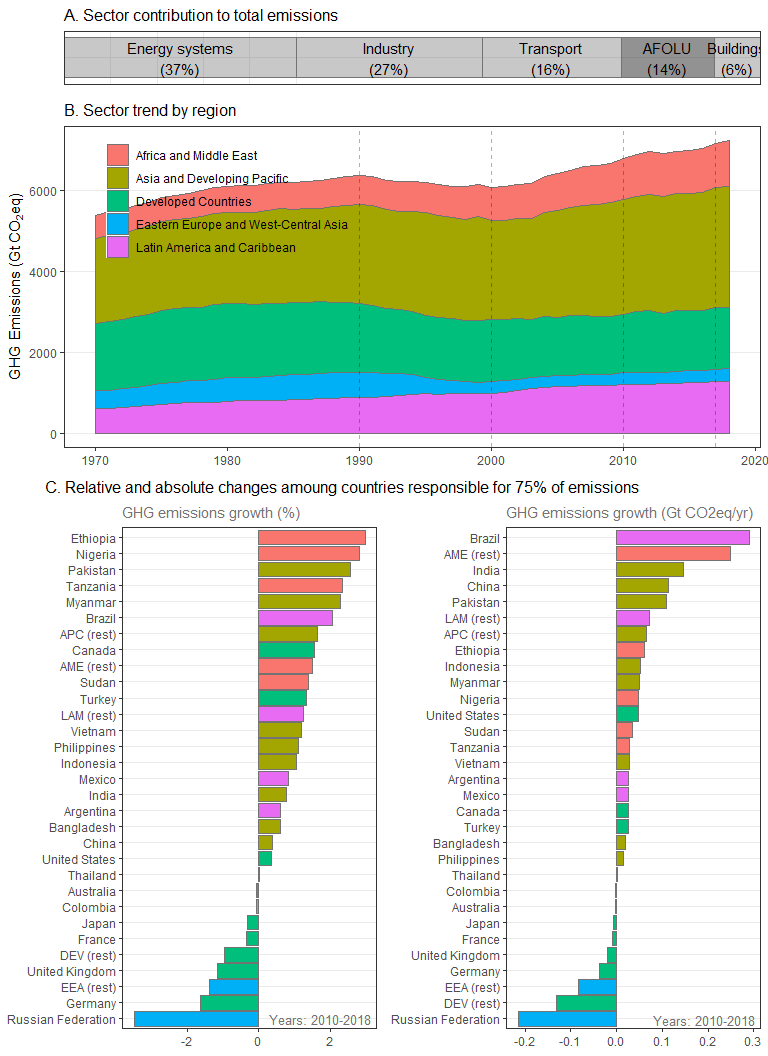 A. Sector contribution to total emissions
Energy systems Industry Transport AFOLU Buildings
(37%) (27%) (16%) (14%) (6%)
B. Sector trend by region
GHG Emissions (Gt CO₂eq)
Africa and Middle East
Asia and Developing Pacific
Developed Countries
Eastern Europe and West-Central Asia
Latin America and Caribbean
6000
4000
2000
0
1970 1980 1990 2000 2010 2020
C. Relative and absolute changes amoung countries responsible for 75% of emissions
GHG emissions growth (%)
Ethiopia
Nigeria
Pakistan
Tanzania
Myanmar
Brazil
APC (rest)
Canada
AME (rest)
Sudan
Turkey
LAM (rest)
Vietnam
Philippines
Indonesia
Mexico
India
Argentina
Bangladesh
China
United States
Thailand
Australia
Colombia
Japan
France
DEV (rest)
United Kingdom
EEA (rest)
Germany
Russian Federation
Years: 2010-2018
-2 0 2
GHG emissions growth (Gt CO2eq/yr)
Brazil
AME (rest)
India
China
Pakistan
LAM (rest)
APC (rest)
Ethiopia
Indonesia
Myanmar
Nigeria
United States
Sudan
Tanzania
Vietnam
Argentina
Mexico
Canada
Turkey
Bangladesh
Philippines
Thailand
Colombia
Australia
Japan
France
United Kingdom
Germany
EEA (rest)
DEV (rest)
Russian Federation
Years: 2010-2018
-0.2 -0.1 0.0 0.1 0.2 0.3